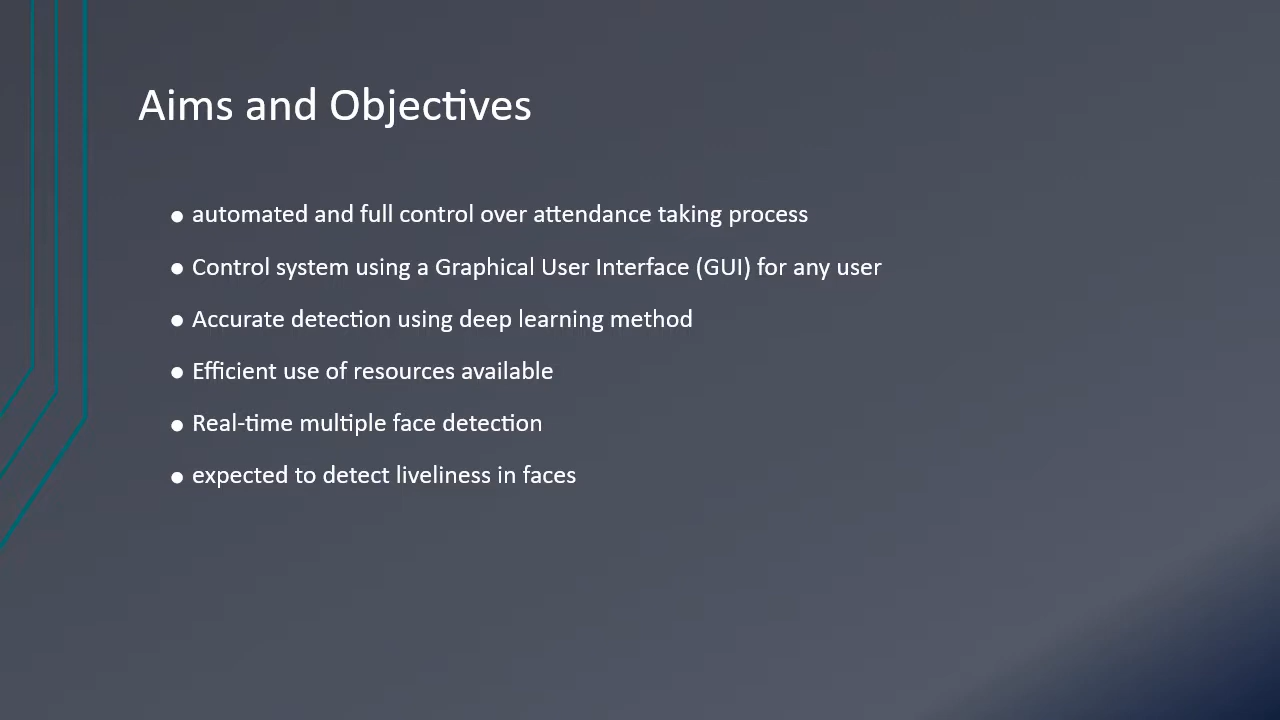 Aims and Objectives
● automated and full control over attendance taking process
● Control system using a Graphical User Interface (GUI) for any user
● Accurate detection using deep learning method
● Efficient use of resources available
● Real-time multiple face detection
● expected to detect liveliness in faces